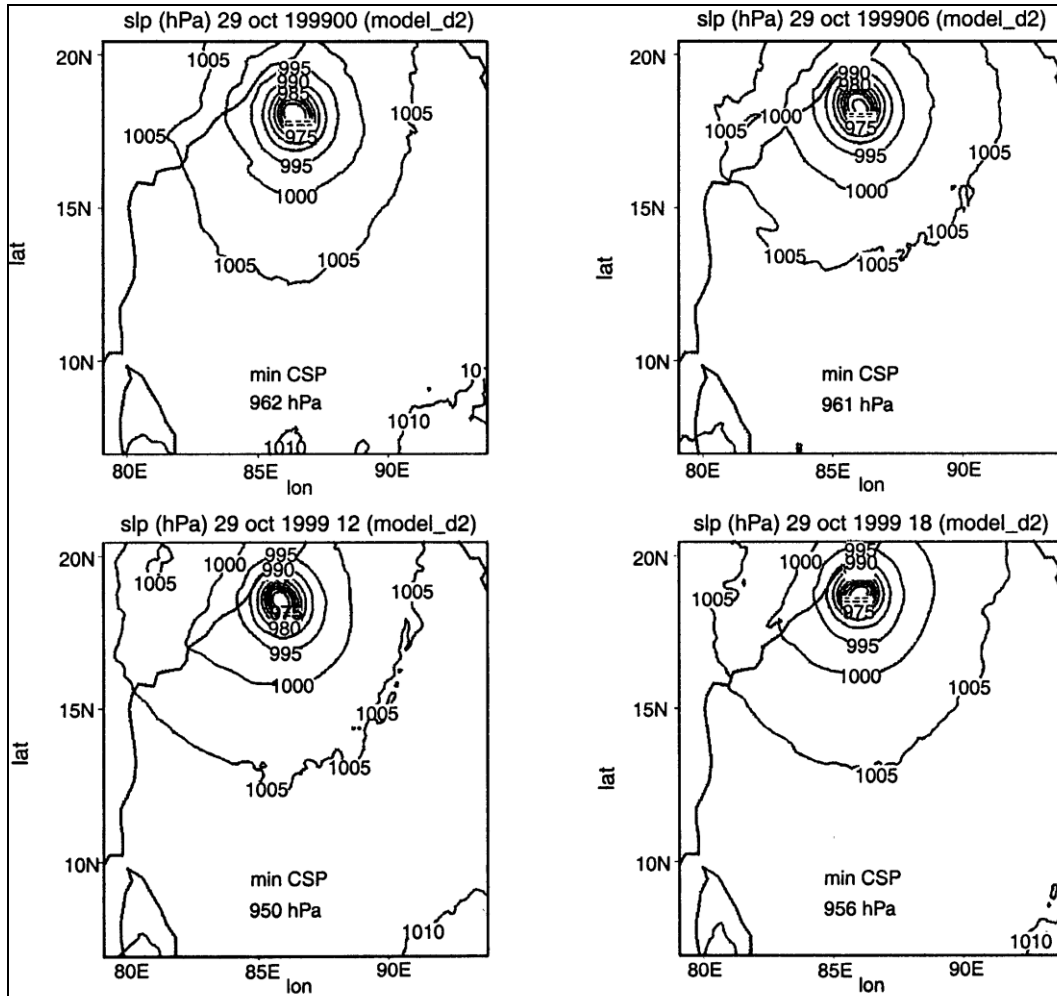 slp (hPa) 29 oct 199900 (model_d2)
20N
15N
10N
lat
1005
995
990
985
975
995
1000
1005
1005
1005
1005
min CSP
962 hPa
1010
10
1010
80E 85E 90E
lon
slp (hPa) 29 oct 199906 (model_d2)
20N
15N
10N
lat
1005
1000
990
980
975
995
1000
1005
1005
1005
min CSP
961 hPa
80E 85E 90E
lon
slp (hPa) 29 oct 1999 12 (model_d2)
20N
15N
10N
lat
1005
1000
995
990
975
980
995
1000
1005
1005
1005
1005
min CSP
950 hPa
1010
80E 85E 90E
lon
slp (hPa) 29 oct 1999 18 (model_d2)
20N
15N
10N
lat
1005
1000
995
990
975
995
1000
1005
1005
min CSP
956 hPa
1010
80E 85E 90E
lon